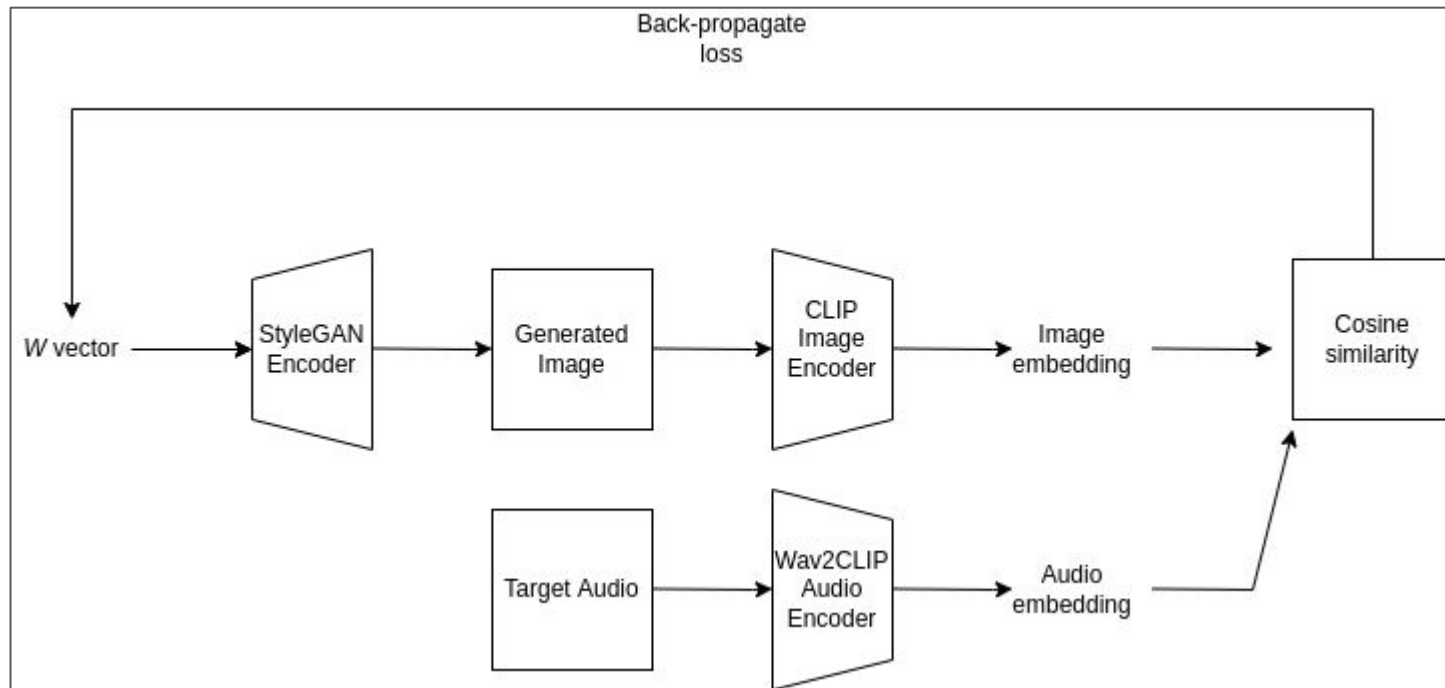 Back-propagate
loss
W vector
StyleGAN
Encoder
Generated
Image
CLIP
Image
Encoder
Image
embedding
Cosine
similarity
Target Audio
Wav2CLIP
Audio
Encoder
Audio
embedding